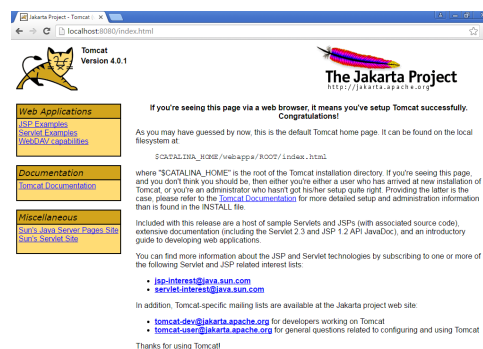 Jakarta Project - Tomcat
localhost:8080/index.html
Tomcat
Version 4.0.1
The Jakarta Project
http://jakarta.apache.org
Web Applications
JSP Examples
Servlet Examples
WebDAV capabilities
Documentation
Tomcat Documentation
Miscellaneous
Sun's Java Server Pages Site
Sun's Servlet Site
If you're seeing this page via a web browser, it means you've setup Tomcat successfully.
Congratulations!
As you may have guessed by now, this is the default Tomcat home page. It can be found on the local
filesystem at:
$CATALINA_HOME/webapps/ROOT/index.html
where "$CATALINA_HOME" is the root of the Tomcat installation directory. If you're seeing this page,
and you don't think you should be, then either you're either a user who has arrived at new installation of
Tomcat, or you're an administrator who hasn't got his/her setup quite right. Providing the latter is the
case, please refer to the Tomcat Documentation for more detailed setup and administration information
than is found in the INSTALL file.
Included with this release are a host of sample Servlets and JSPs (with associated source code),
extensive documentation (including the Servlet 2.3 and JSP 1.2 API JavaDoc), and an introductory
guide to developing web applications.
You can find more information about the JSP and Servlet technologies by subscribing to one or more of
the following Servlet and JSP related interest lists:
jsp-interest@java.sun.com
servlet-interest@java.sun.com
In addition, Tomcat-specific mailing lists are available at the Jakarta project web site:
tomcat-dev@jakarta.apache.org for developers working on Tomcat
tomcat-user@jakarta.apache.org for general questions related to configuring and using Tomcat
Thanks for using Tomcat!